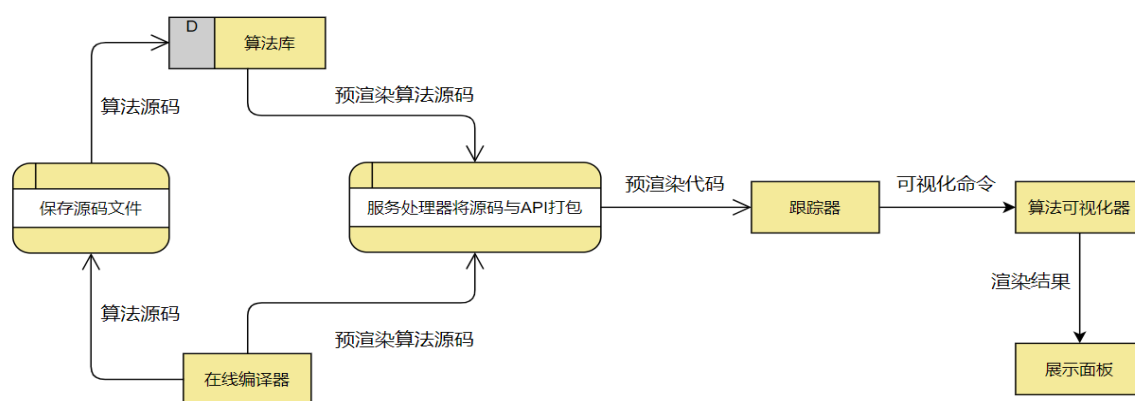 D
算法库
算法源码
预渲染算法源码
保存源码文件
服务处理器将源码与API打包
预渲染代码
跟踪器
可视化命令
算法可视化器
算法源码
预渲染算法源码
渲染结果
在线编译器
展示面板